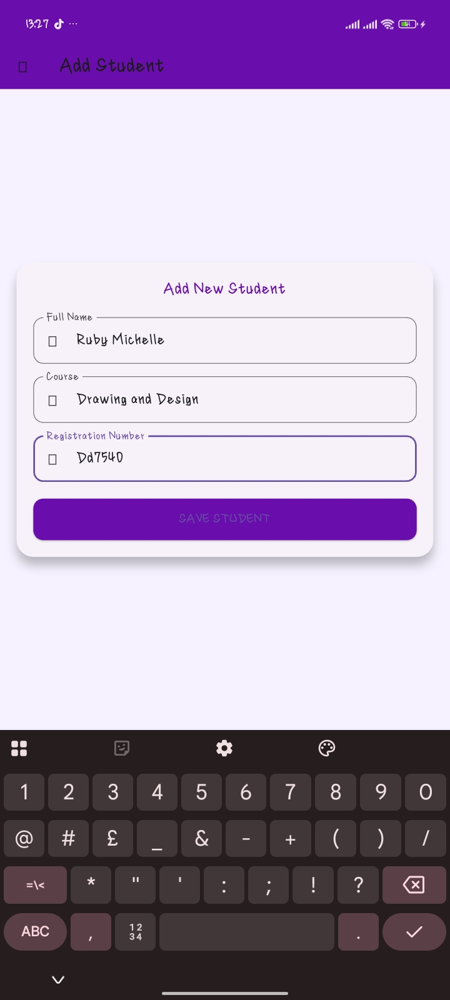 13:27 ...
41
Add Student
Add New Student
Full Name
Ruby Michelle
Course
Drawing and Design
Registration Number
Dd7540
SAVE STUDENT
1 2 3 4 5 6 7 8 9 0
@ # £ _ & - + ( ) /
=\< * " ' : ; ! ?
ABC , 12 .
34